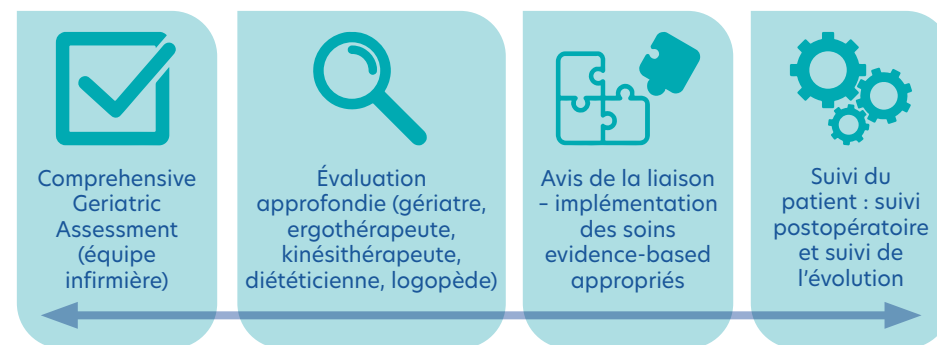 Comprehensive
Geriatric
Assessment
(équipe
infirmière)
Évaluation
approfondie (gériatre,
ergothérapeute,
kinésithérapeute,
diététicienne, logopède)
Avis de la liaison
– implémentation
des soins
evidence-based
appropriés
Suivi du
patient : suivi
postopératoire
et suivi de
l'évolution